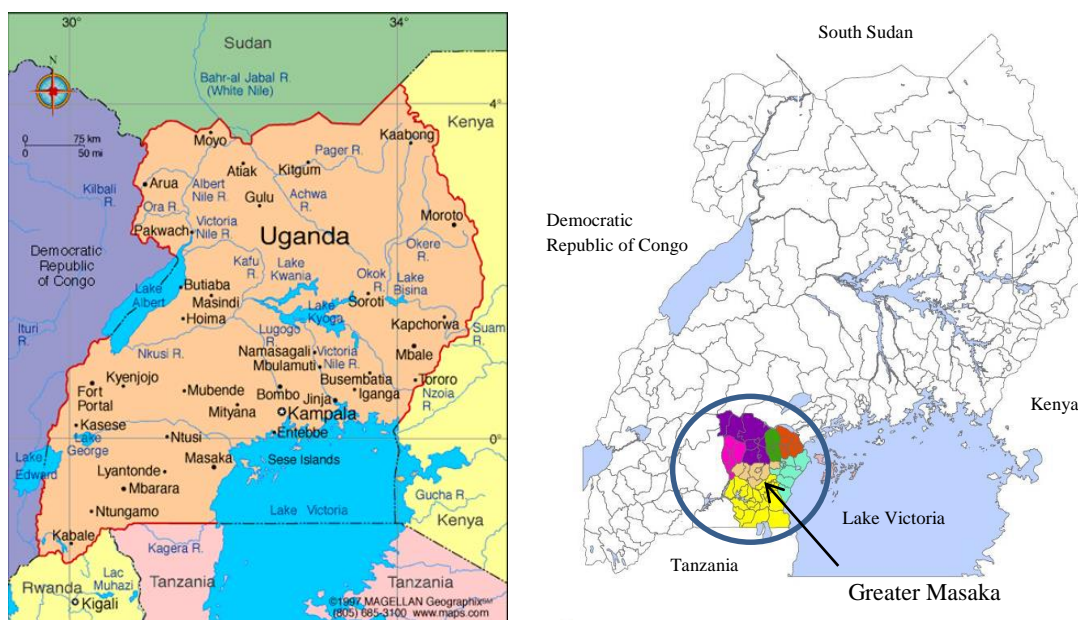 30°
34°
Sudan
N
Bahr-al Jabal R.
(White Nile)
4°
0 75 km
0 50 mi
Kenya
Moyo
Kaabong
Pager R.
Atiak
Kitgum
Kilbali
R.
Arua
Albert
Nile R.
Achwa
R.
Gulu
Ora R.
Moroto
Pakwach
Victoria
Nile R.
Uganda
Okere
R.
Democratic
Republic
of Congo
Kafu
R.
Lake
Kwania
Okok
R.
Lake
Bisina
Lake
Albert
Butiaba
Masindi
Soroti
Ituri
R.
Hoima
Lake
Kyoga
Lugogo
R.
Kapchorwa
Suam
R.
Nkusi R.
Namasagali
Victoria
Nile R.
Mbulamuti
Mbale
Kyenjojo
Fort
Portal
Mubende
Bombo
Busembatia
Tororo
Jinja
Iganga
Nzoia
R.
Mityana
Kampala
Kasese
Entebbe
0°
Lake
George
Ntusi
Masaka
Sese Islands
Lake
Edward
Lyantonde
Mbarara
Gucha R.
Ntungamo
Lake Victoria
Kenya
Kabale
Kagera R.
Rwanda
Lac
Muhazi
Tanzania
Tanzania
Kigali
©1997 MAGELLAN Geographix℠
(805) 685-3100 www.maps.com
South Sudan
Democratic
Republic of Congo
Kenya
Lake Victoria
Tanzania
Greater Masaka